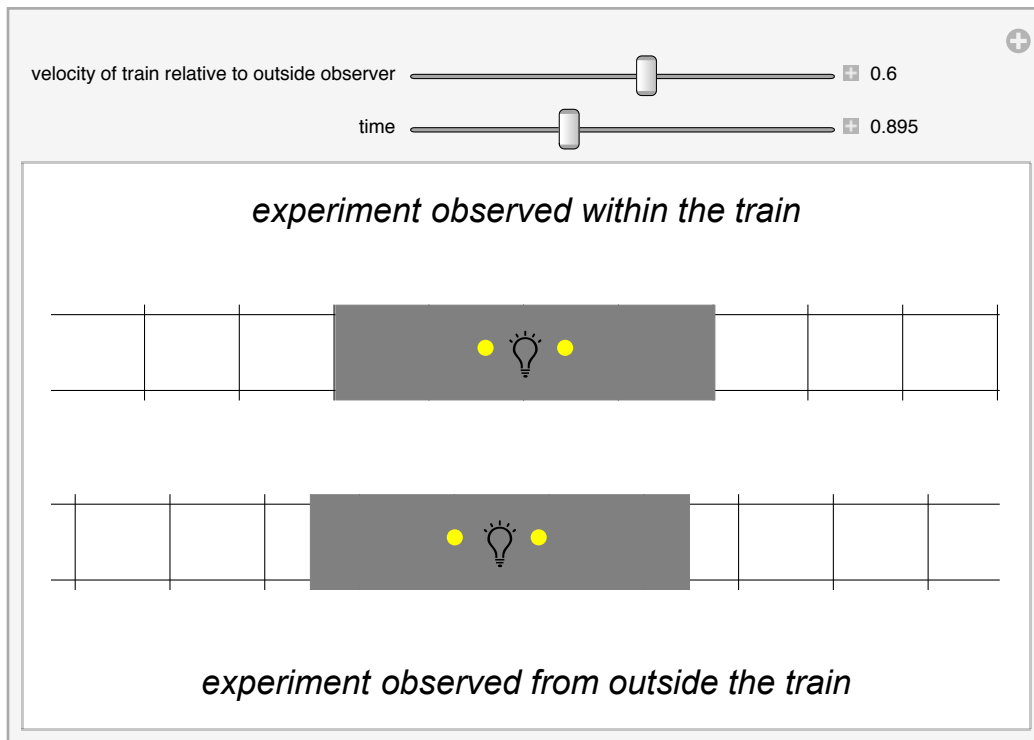 velocity of train relative to outside observer 0.6
time 0.895
experiment observed within the train
experiment observed from outside the train